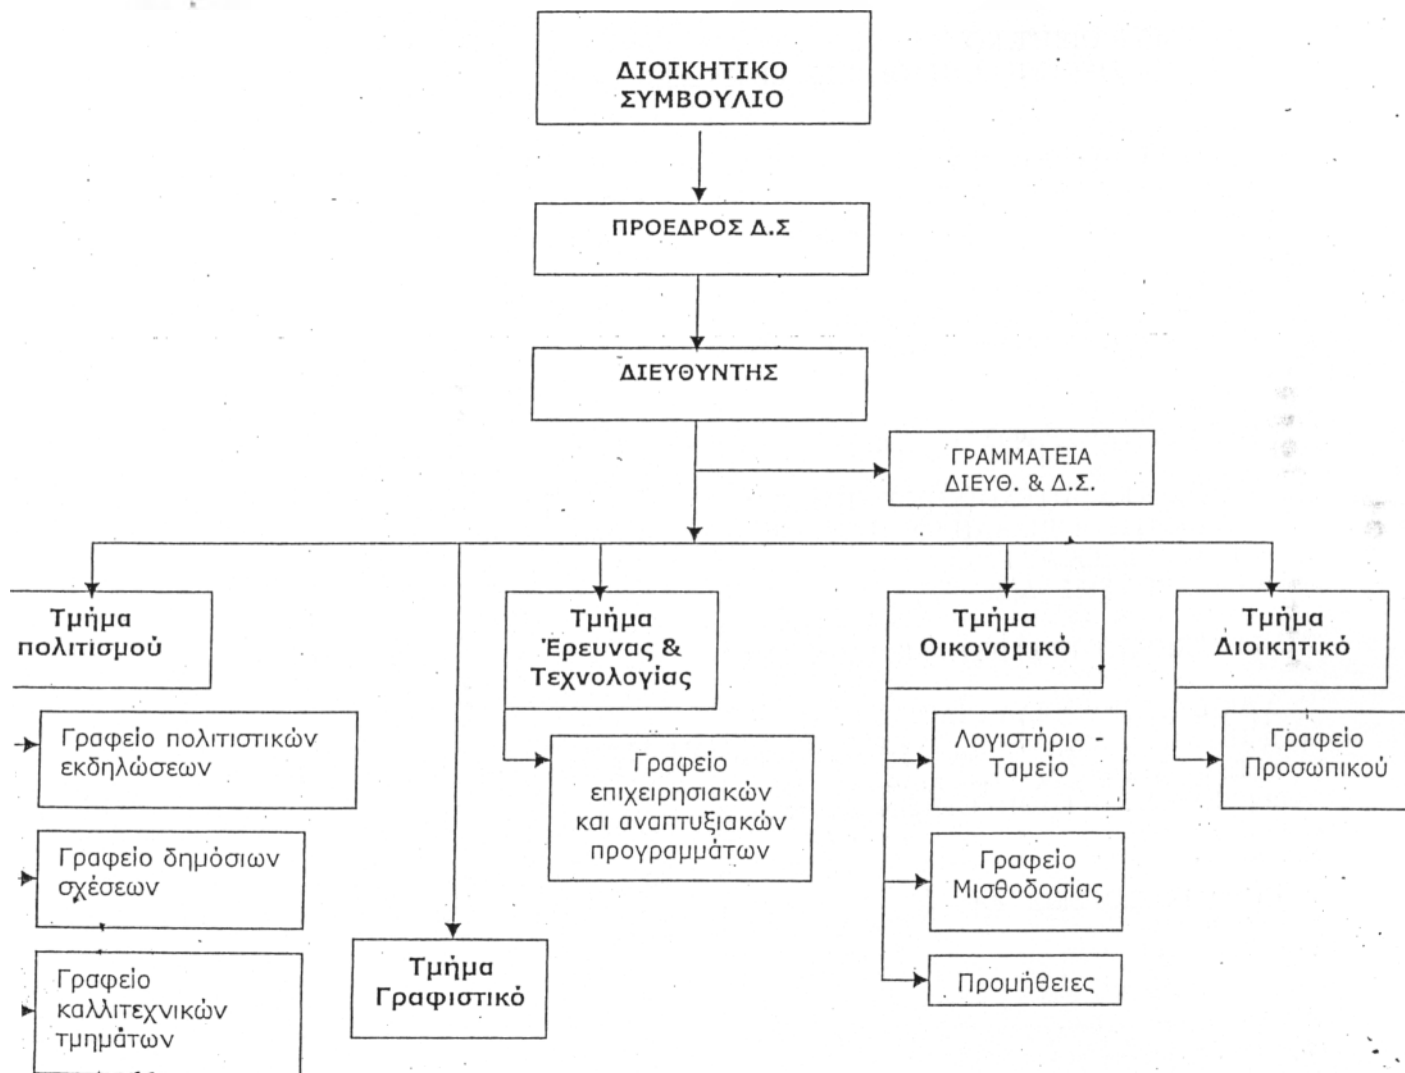 ΔΙΟΙΚΗΤΙΚΟ
ΣΥΜΒΟΥΛΙΟ
ΠΡΟΕΔΡΟΣ Δ.Σ
ΔΙΕΥΘΥΝΤΗΣ
ΓΡΑΜΜΑΤΕΙΑ
ΔΙΕΥΘ. & Δ.Σ.
Τμήμα
πολιτισμού
Γραφείο πολιτιστικών
εκδηλώσεων
Γραφείο δημόσιων
σχέσεων
Γραφείο
καλλιτεχνικών
τμημάτων
Τμήμα
Γραφιστικό
Τμήμα
Έρευνας &
Τεχνολογίας
Γραφείο
επιχειρησιακών
και αναπτυξιακών
προγραμμάτων
Τμήμα
Οικονομικό
Λογιστήριο -
Ταμείο
Γραφείο
Μισθοδοσίας
Προμήθειες
Τμήμα
Διοικητικό
Γραφείο
Προσωπικού